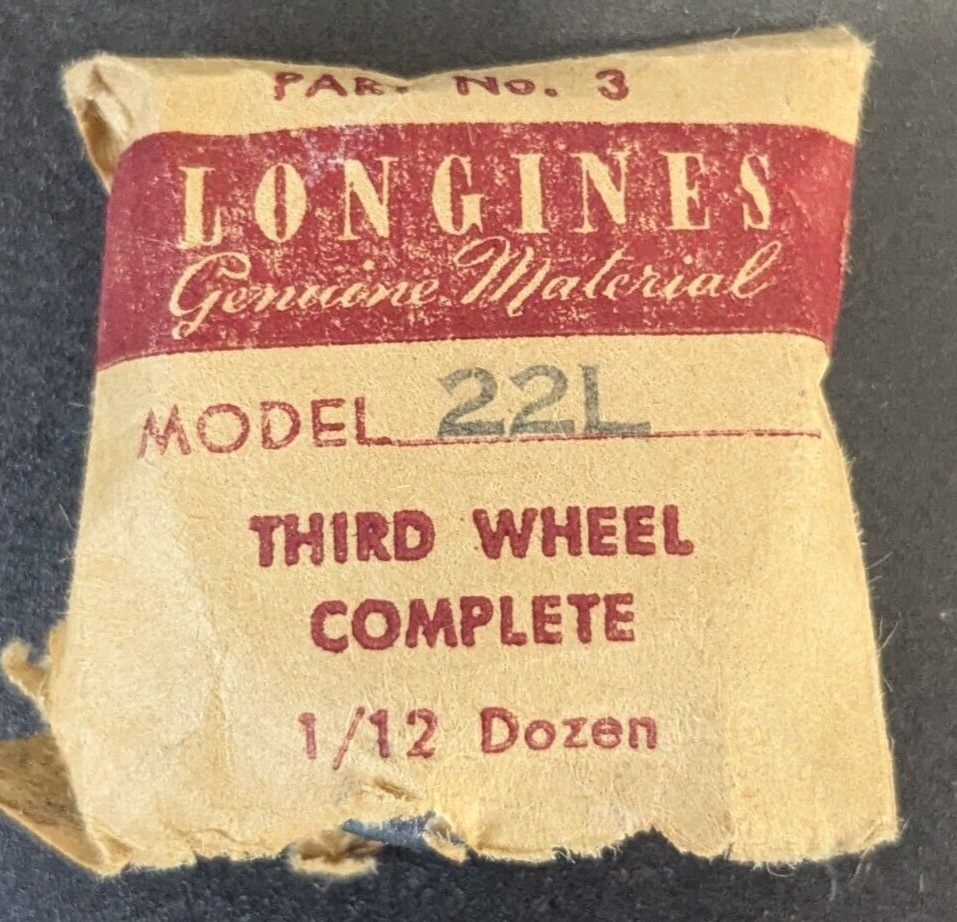 PART No. 3
LONGINES
Genuine Material
MODEL 22L
THIRD WHEEL
COMPLETE
1/12 Dozen